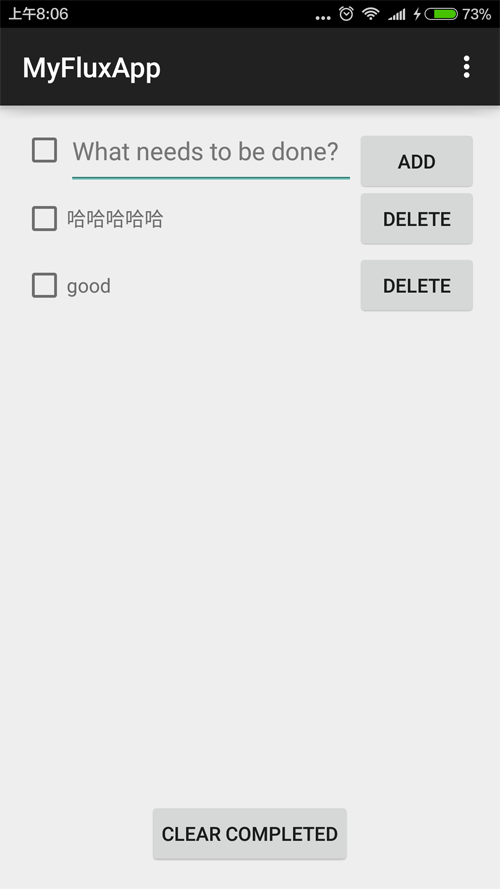 上午8:06 ... 73%
MyFluxApp
What needs to be done? ADD
哈哈哈哈哈 DELETE
good DELETE
CLEAR COMPLETED